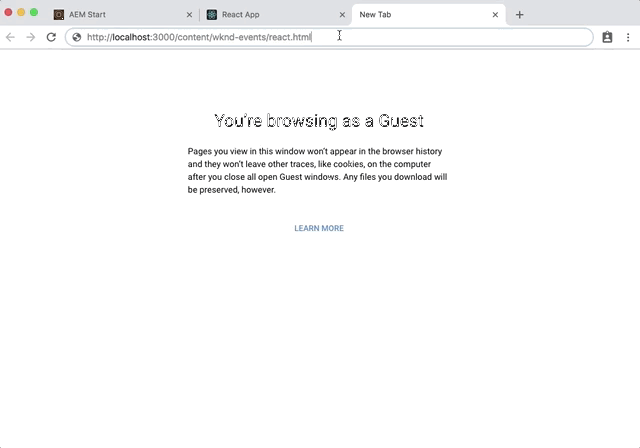 AEM Start
React App
New Tab
http://localhost:3000/content/wknd-events/react.html
You're browsing as a Guest
Pages you view in this window won't appear in the browser history
and they won't leave other traces, like cookies, on the computer
after you close all open Guest windows. Any files you download will
be preserved, however.
LEARN MORE